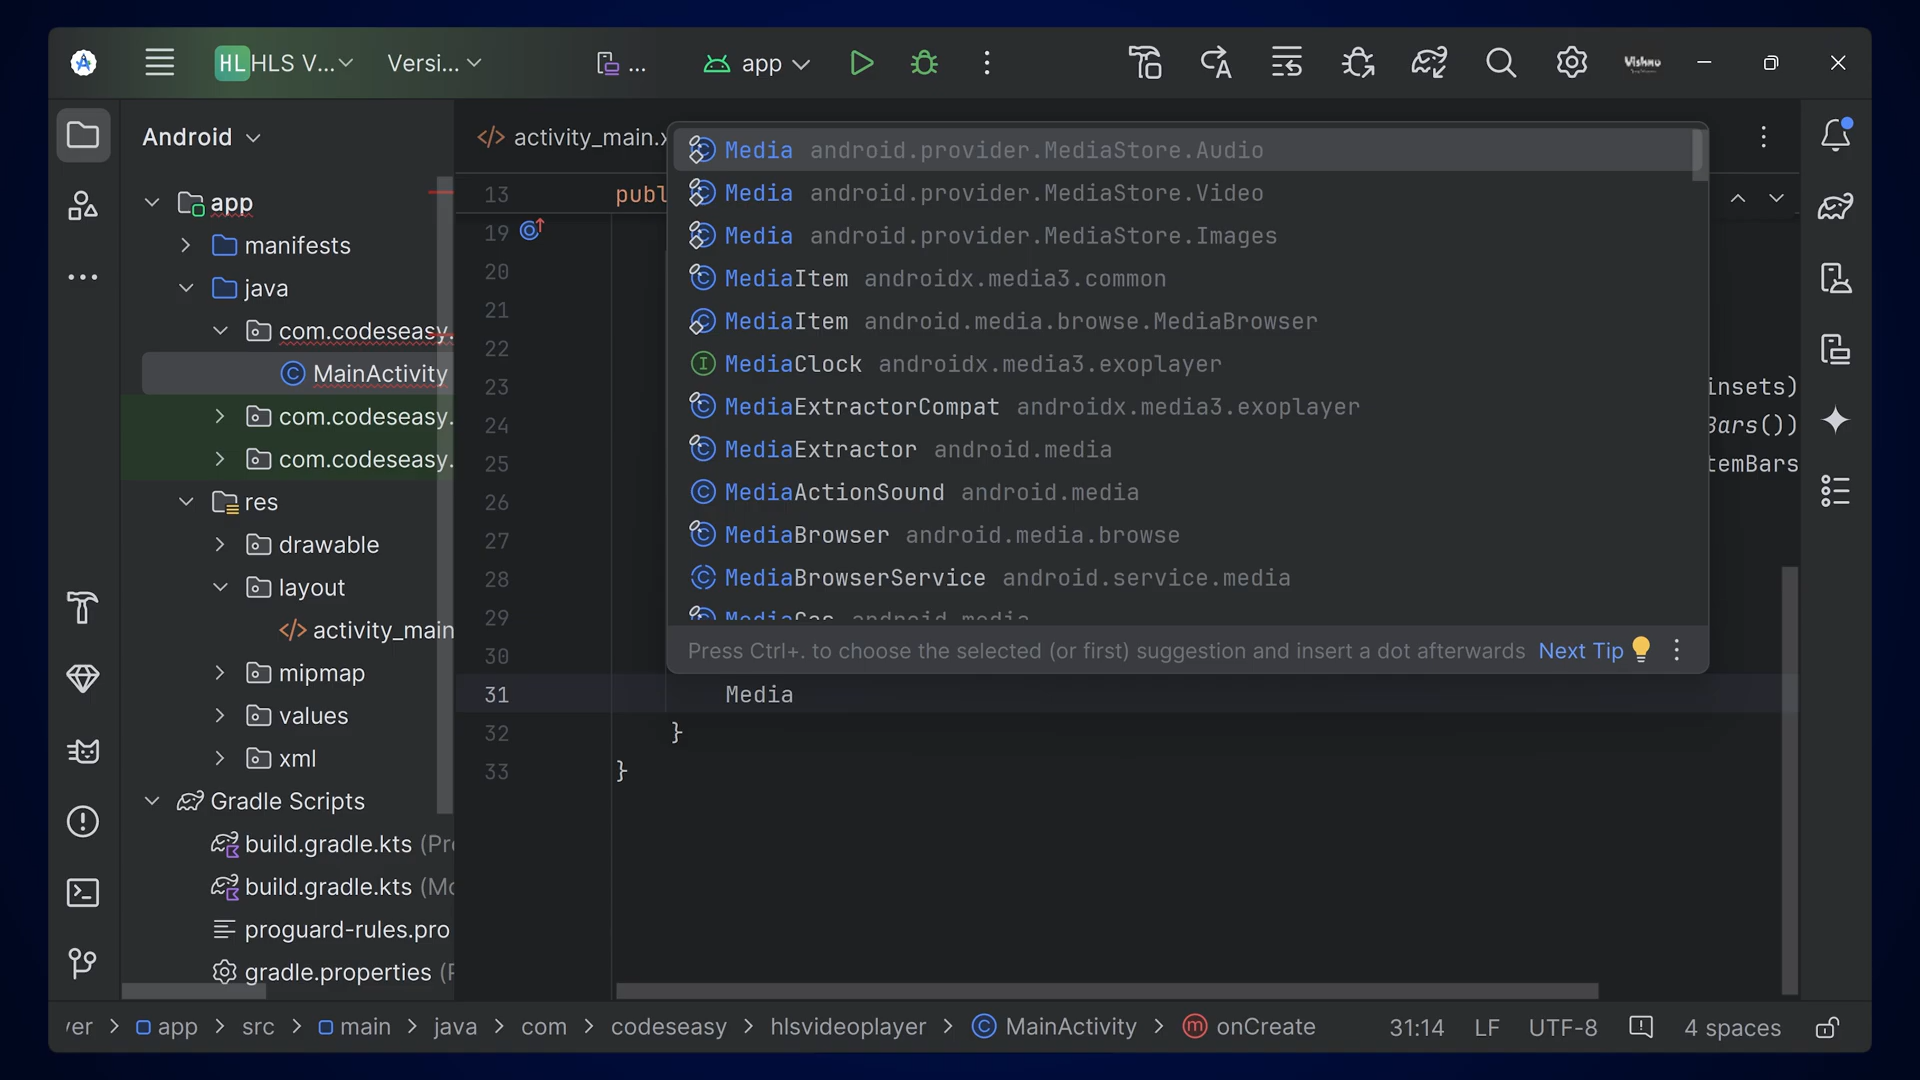 HL HLS V...
Versi...
...
app
Vishnu
Android
activity_main.x
app
manifests
java
com.codeseasy.
MainActivity
com.codeseasy.
com.codeseasy.
res
drawable
layout
activity_main
mipmap
values
xml
Gradle Scripts
build.gradle.kts (Pr
build.gradle.kts (Mo
proguard-rules.pro
gradle.properties (P
13 publ
19
20
21
22
23
insets)
24
Bars())
25
temBars
26
27
28
29
30
31 Media
32 }
33 }
Media android.provider.MediaStore.Audio
Media android.provider.MediaStore.Video
Media android.provider.MediaStore.Images
MediaItem androidx.media3.common
MediaItem android.media.browse.MediaBrowser
MediaClock androidx.media3.exoplayer
MediaExtractorCompat androidx.media3.exoplayer
MediaExtractor android.media
MediaActionSound android.media
MediaBrowser android.media.browse
MediaBrowserService android.service.media
MediaCas android.media
Press Ctrl+. to choose the selected (or first) suggestion and insert a dot afterwards Next Tip
yer > app > src > main > java > com > codeseasy > hlsvideoplayer > MainActivity > onCreate
31:14 LF UTF-8 4 spaces